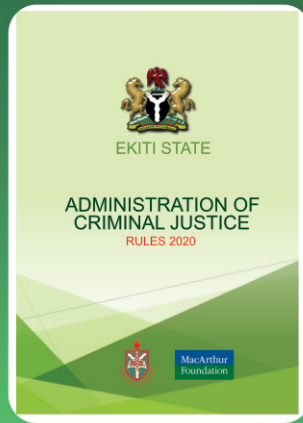 EKITI STATE
ADMINISTRATION OF
CRIMINAL JUSTICE
RULES 2020
MacArthur
Foundation